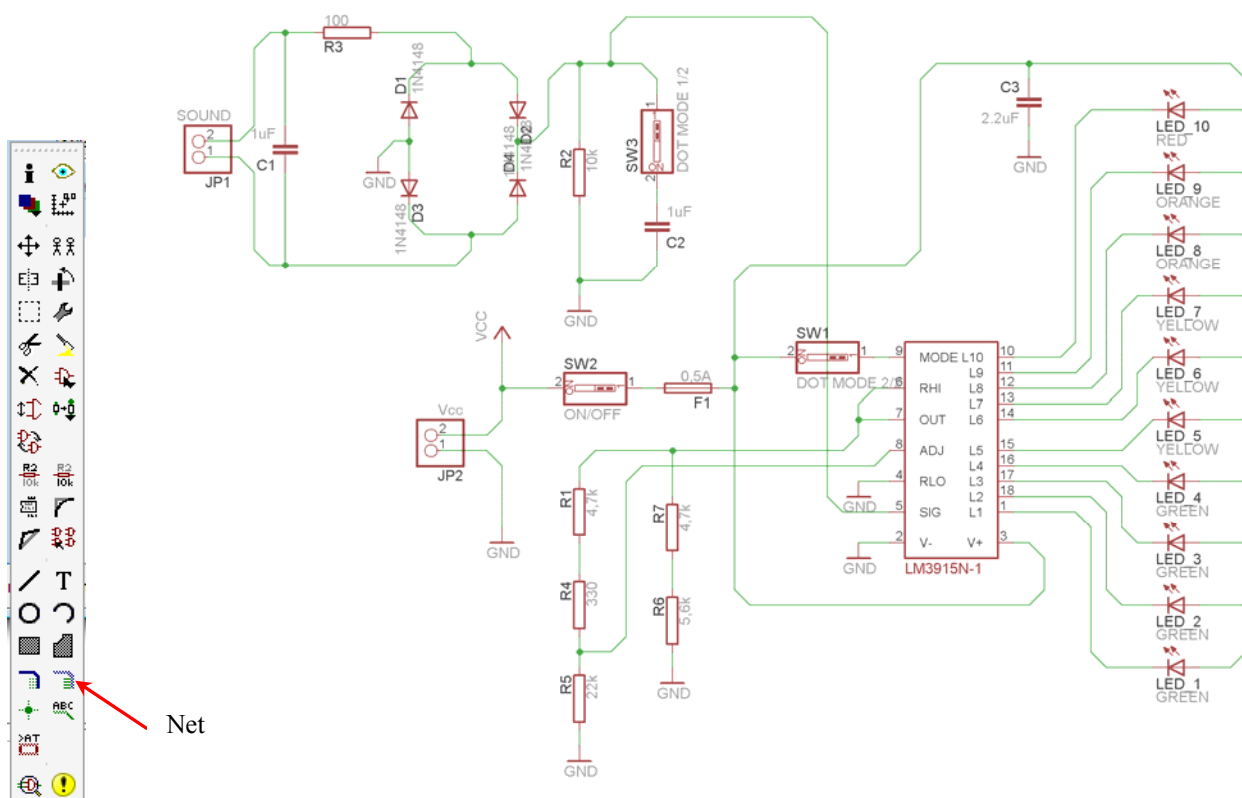 100
R3
SOUND
2
1
JP1
1uF
C1
D1
1N4148
GND
D3
1N4148
1N4148
D2
D4
1N4148
R2
10k
1
SW3
ON
2
DOT MODE 1/2
1uF
C2
GND
C3
2.2uF
GND
LED_10
RED
LED_9
ORANGE
LED_8
ORANGE
LED_7
YELLOW
LED_6
YELLOW
LED_5
YELLOW
LED_4
GREEN
LED_3
GREEN
LED_2
GREEN
LED_1
GREEN
VCC
Vcc
2
1
JP2
GND
SW2
2
ON
1
ON/OFF
0,5A
F1
SW1
2
ON
1
DOT MODE 2/2
9 MODE L10 10
L9 11
6 RHI L8 12
L7 13
7 OUT L6 14
8 ADJ L5 15
L4 16
4 RLO L3 17
L2 18
5 SIG L1 1
2 V- V+ 3
LM3915N-1
GND
GND
R1
4,7k
R4
330
R5
22k
GND
R7
4,7k
R6
5,6k
GND
i
R2
10k
R2
10k
T
ABC
>AT
!
Net